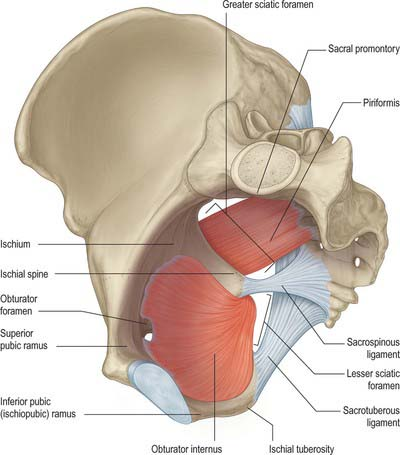 Greater sciatic foramen
Sacral promontory
Piriformis
Ischium
Ischial spine
Obturator
foramen
Superior
pubic ramus
Inferior pubic
(ischiopubic) ramus
Obturator internus
Ischial tuberosity
Sacrospinous
ligament
Lesser sciatic
foramen
Sacrotuberous
ligament